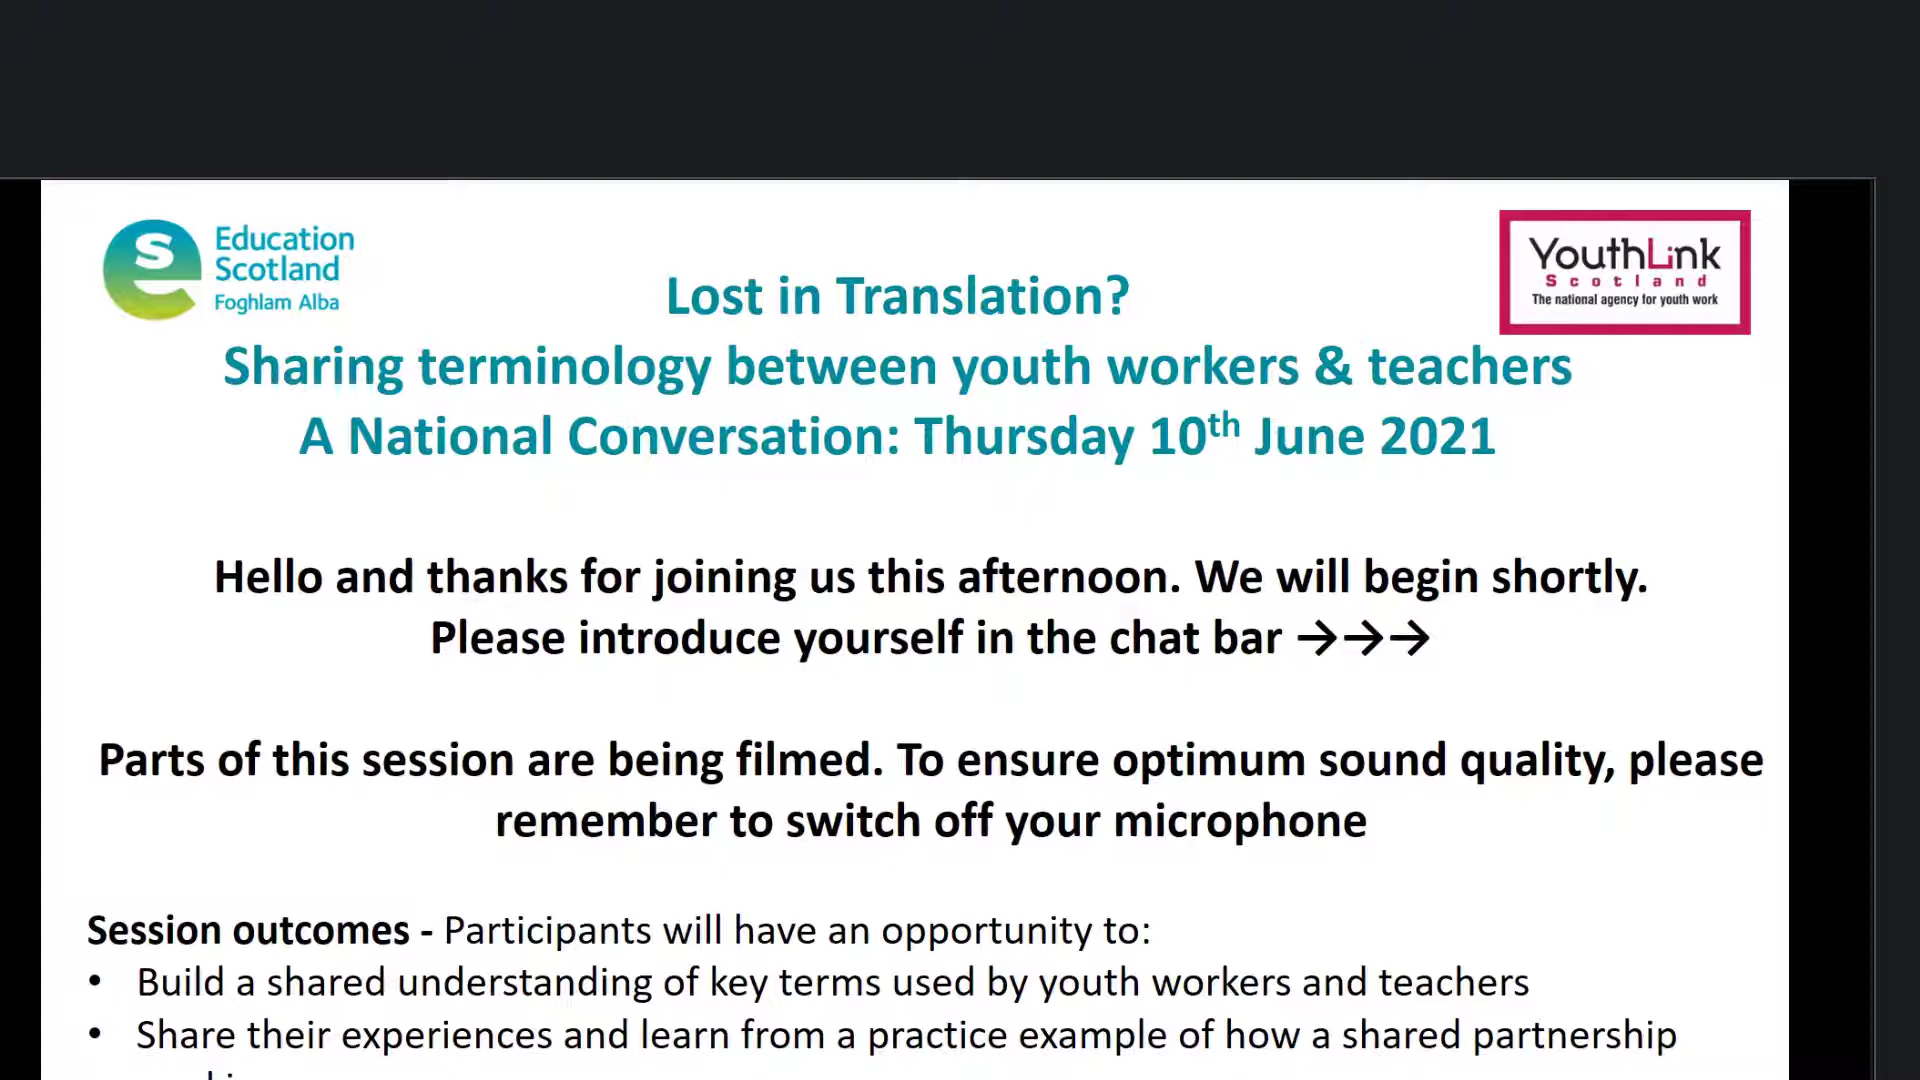 Education
Scotland
Foghlam Alba
YouthLink
Scotland
The national agency for youth work
Lost in Translation?
Sharing terminology between youth workers & teachers
A National Conversation: Thursday 10th June 2021
Hello and thanks for joining us this afternoon. We will begin shortly.
Please introduce yourself in the chat bar →→→
Parts of this session are being filmed. To ensure optimum sound quality, please
remember to switch off your microphone
Session outcomes - Participants will have an opportunity to:
• Build a shared understanding of key terms used by youth workers and teachers
• Share their experiences and learn from a practice example of how a shared partnership